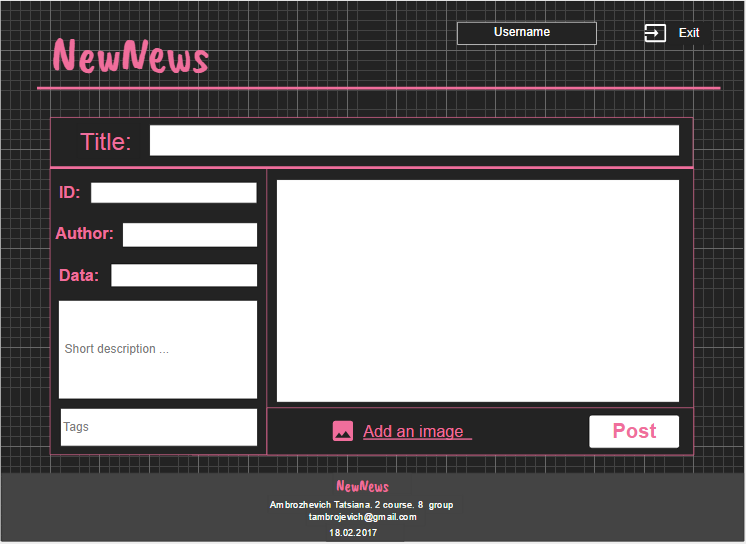 NewNews
Username
Exit
Title:
ID:
Author:
Data:
Short description ...
Tags
Add an image
Post
NewNews
Ambrozhevich Tatsiana. 2 course. 8 group
tambrojevich@gmail.com
18.02.2017